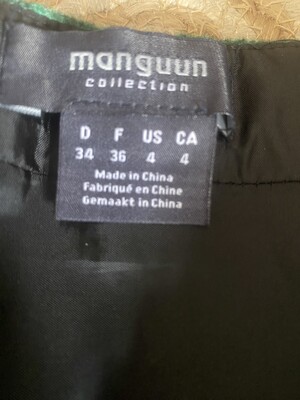 manguun
collection
D F US CA
34 36 4 4
Made in China
Fabriqué en Chine
Gemaakt in China